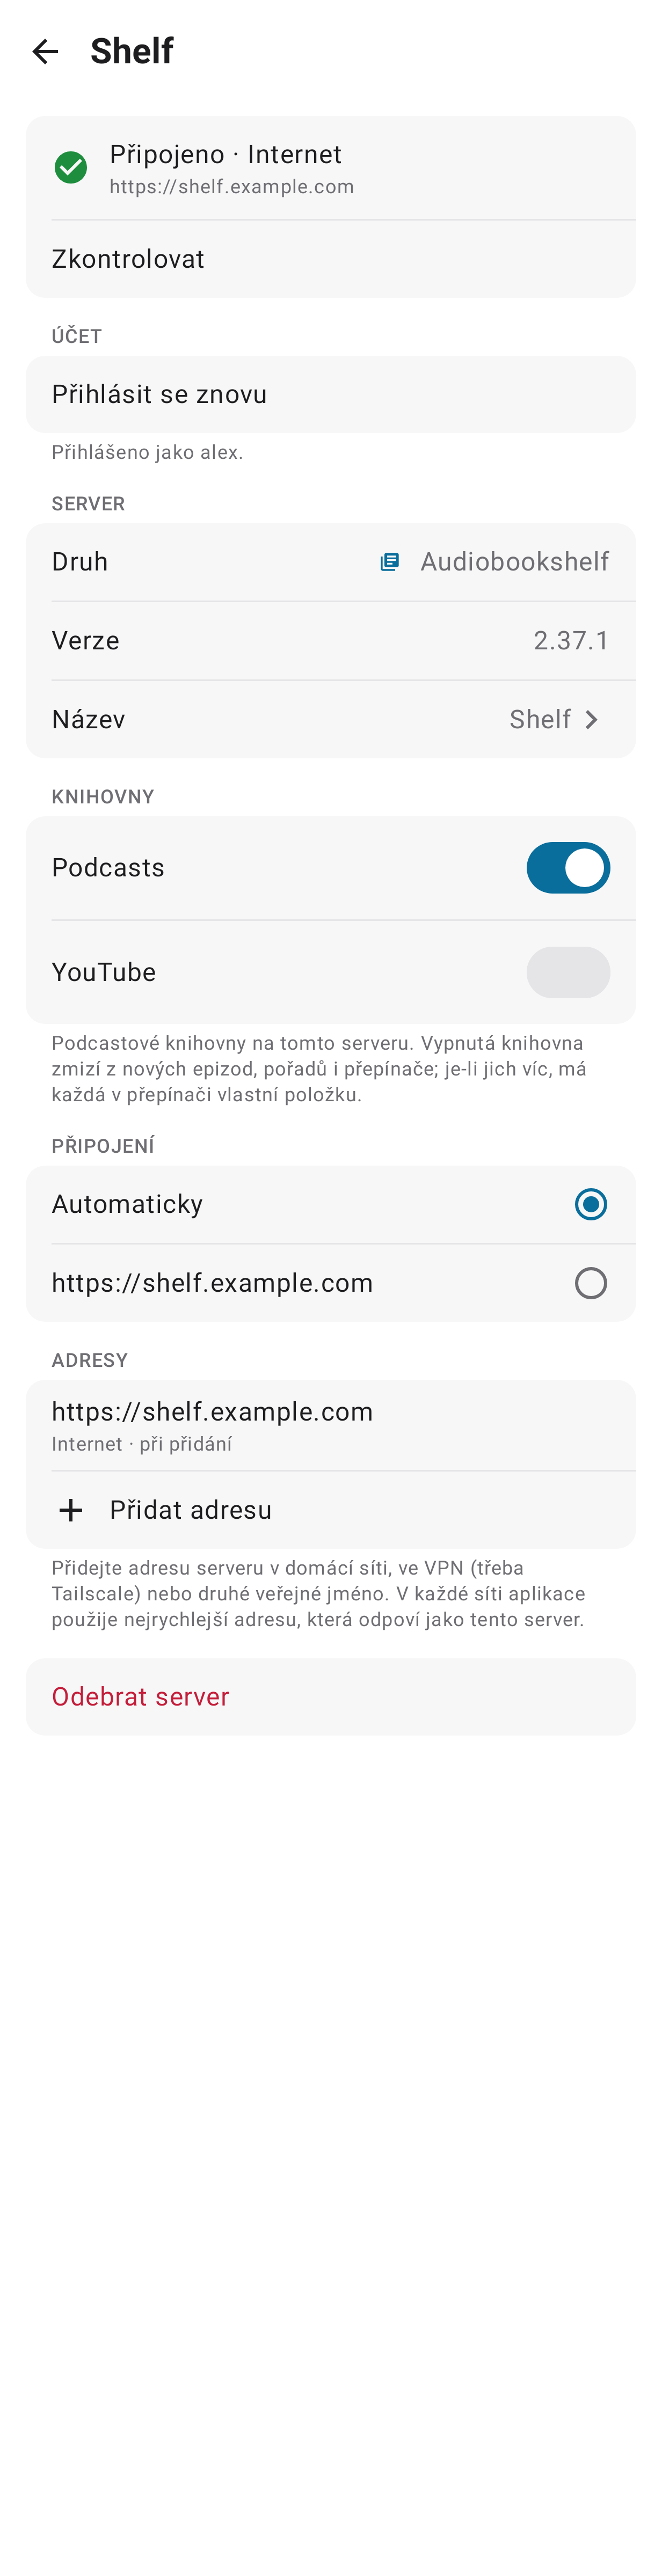 Shelf
Připojeno · Internet
https://shelf.example.com
Zkontrolovat
ÚČET
Přihlásit se znovu
Přihlášeno jako alex.
SERVER
Druh Audiobookshelf
Verze 2.37.1
Název Shelf
KNIHOVNY
Podcasts
YouTube
Podcastové knihovny na tomto serveru. Vypnutá knihovna
zmizí z nových epizod, pořadů i přepínače; je-li jich víc, má
každá v přepínači vlastní položku.
PŘIPOJENÍ
Automaticky
https://shelf.example.com
ADRESY
https://shelf.example.com
Internet · při přidání
Přidat adresu
Přidejte adresu serveru v domácí síti, ve VPN (třeba
Tailscale) nebo druhé veřejné jméno. V každé síti aplikace
použije nejrychlejší adresu, která odpoví jako tento server.
Odebrat server